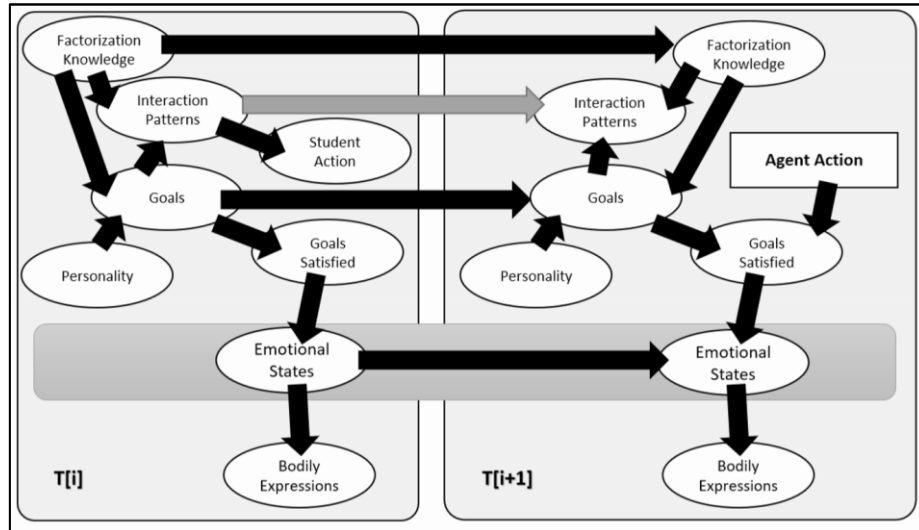 Factorization
Knowledge
Interaction
Patterns
Student
Action
Goals
Personality
Goals
Satisfied
Emotional
States
Bodily
Expressions
T[i]
Factorization
Knowledge
Interaction
Patterns
Agent Action
Goals
Personality
Goals
Satisfied
Emotional
States
Bodily
Expressions
T[i+1]